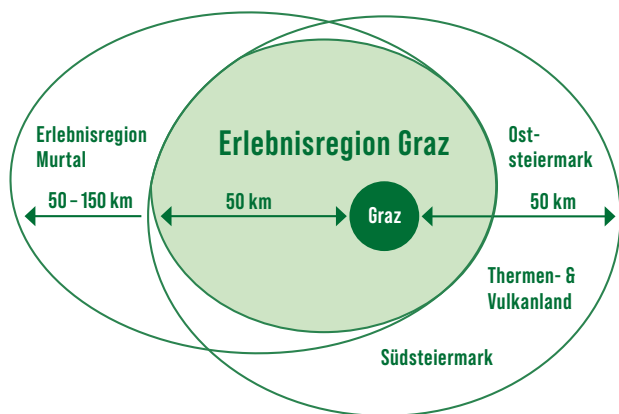 Erlebnisregion
Murtal
50 – 150 km
Erlebnisregion Graz
50 km
Graz
Ost-
steiermark
50 km
Thermen- &
Vulkanland
Südsteiermark